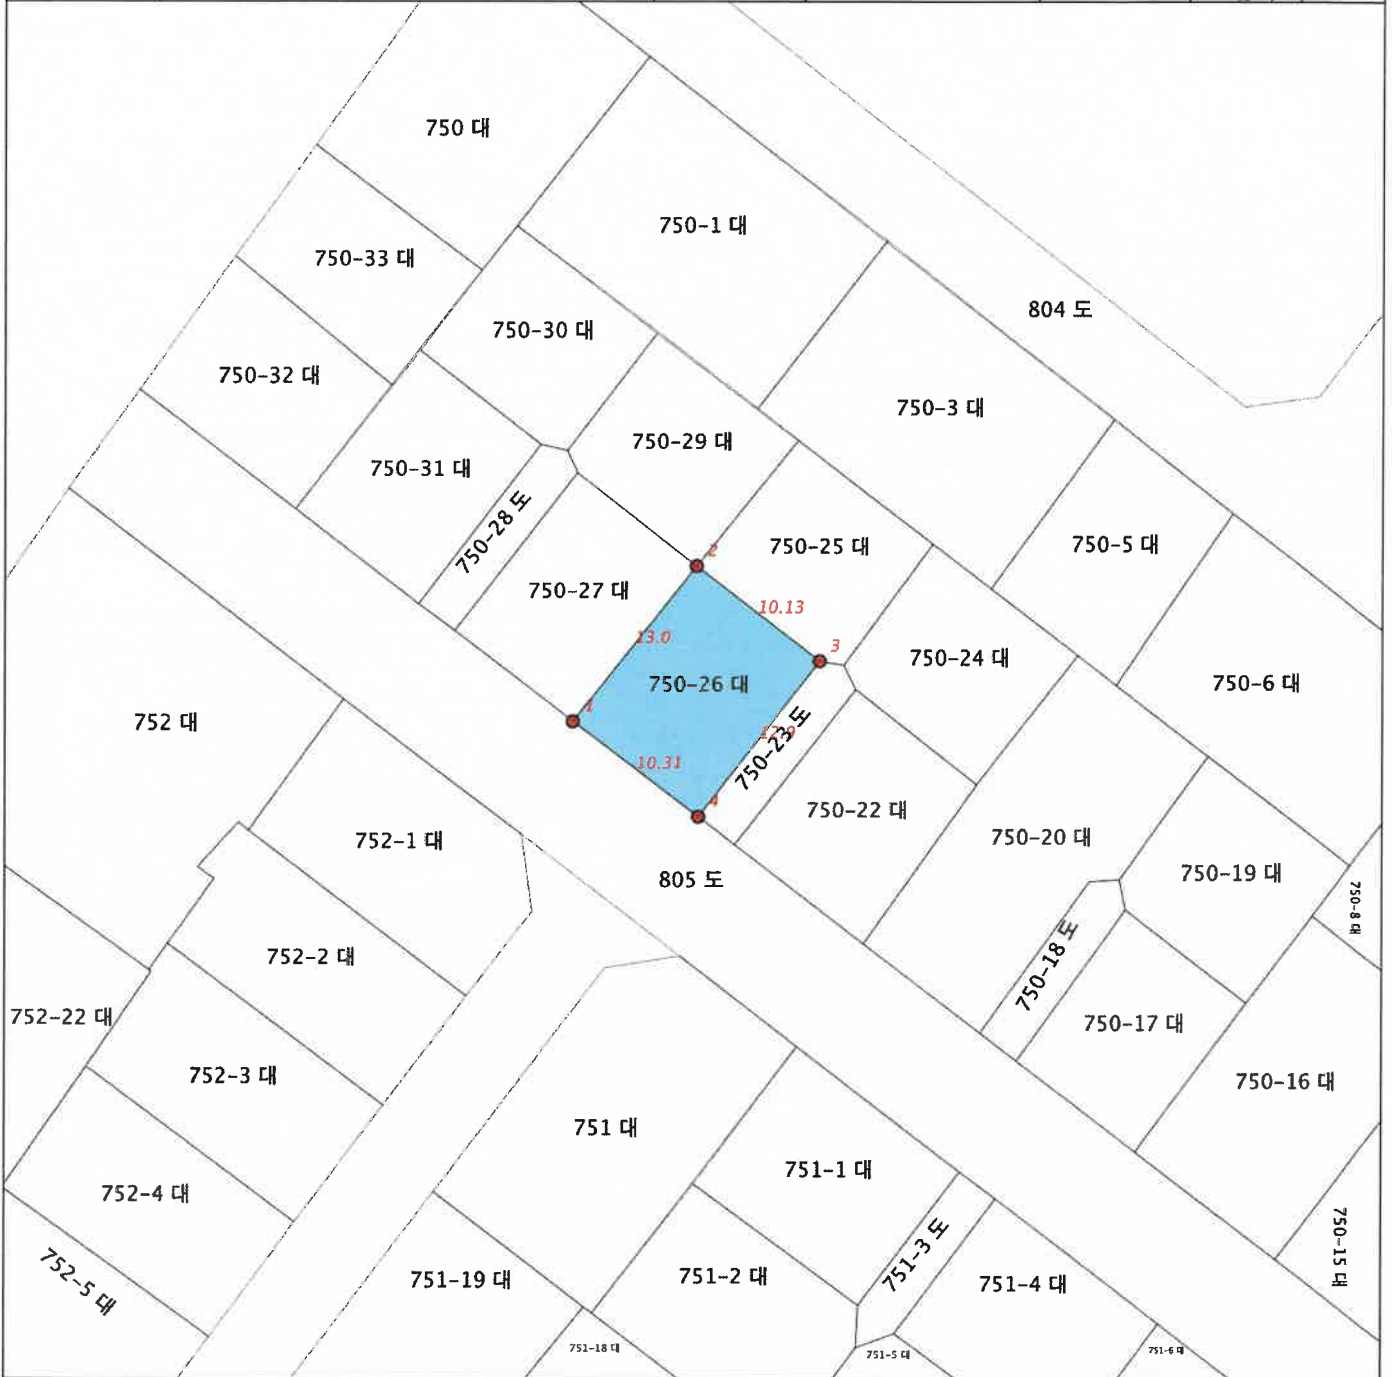 750 대
750-1 대
750-33 대
804 도
750-30 대
750-32 대
750-3 대
750-29 대
750-31 대
750-28 도
750-25 대
750-5 대
2
750-27 대
10.13
13.0
3
750-24 대
750-26 대
750-6 대
1
752 대
12.9
750-23 도
10.31
4
750-22 대
750-20 대
752-1 대
750-19 대
805 도
750-8 대
752-2 대
750-18 도
752-22 대
750-17 대
752-3 대
750-16 대
751 대
751-1 대
752-4 대
750-15 대
751-3 도
752-5 대
751-19 대
751-2 대
751-4 대
751-18 대
751-5 대
751-6 대